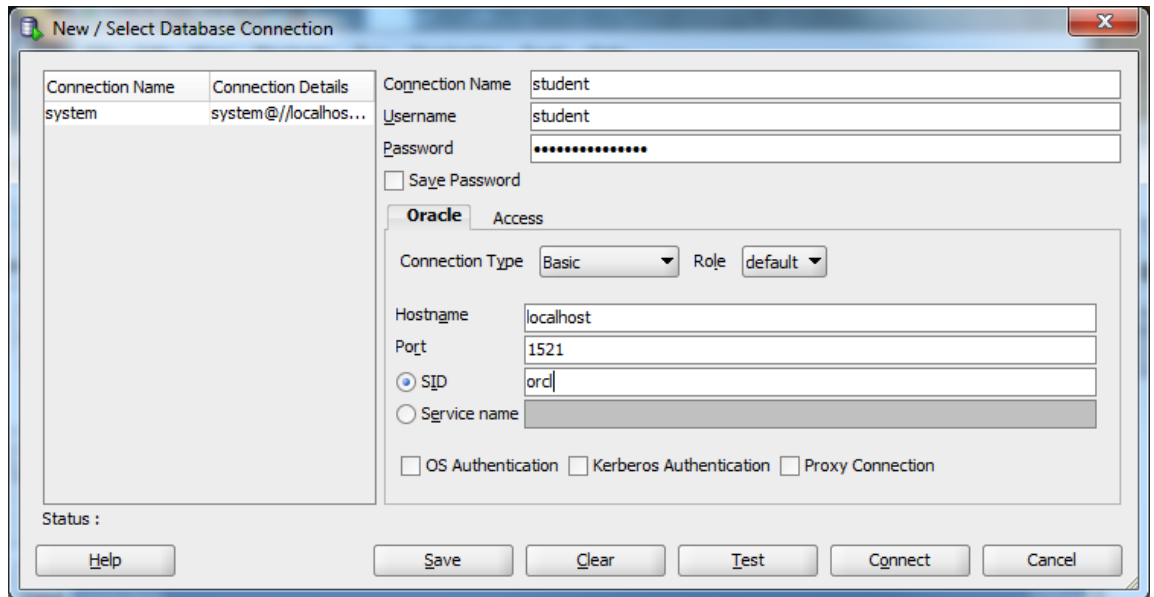 New / Select Database Connection
Connection Name Connection Details
system system@//localhos...
Connection Name student
Username student
Password •••••••••••••••
Save Password
Oracle Access
Connection Type Basic Role default
Hostname localhost
Port 1521
SID orcl
Service name
OS Authentication Kerberos Authentication Proxy Connection
Status :
Help Save Clear Test Connect Cancel